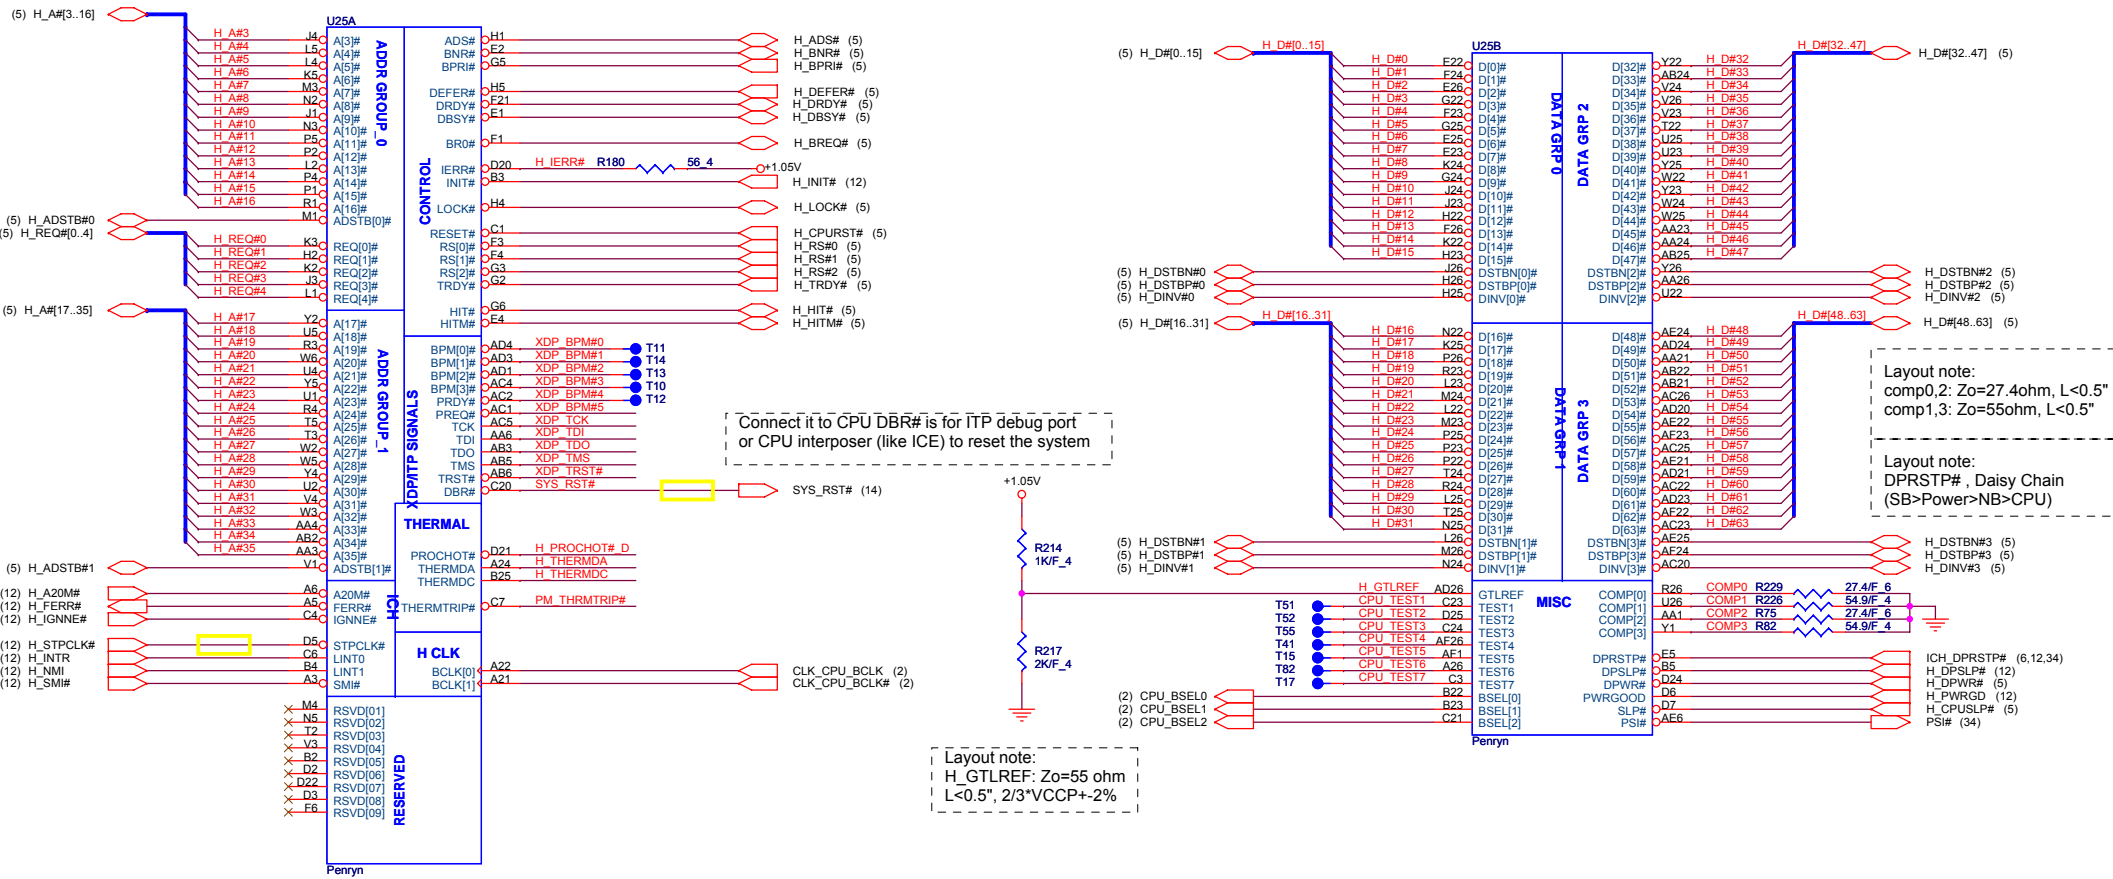 (5) H_A#[3..16]
U25A
H_A#3 J4 A[3]#
H_A#4 L5 A[4]#
H_A#5 L4 A[5]#
H_A#6 K5 A[6]#
H_A#7 M3 A[7]#
H_A#8 N2 A[8]#
H_A#9 J1 A[9]#
H_A#10 N3 A[10]#
H_A#11 P5 A[11]#
H_A#12 P2 A[12]#
H_A#13 L2 A[13]#
H_A#14 P4 A[14]#
H_A#15 P1 A[15]#
H_A#16 R1 A[16]#
(5) H_ADSTB#0 M1 ADSTB[0]#
(5) H_REQ#[0..4]
H_REQ#0 K3 REQ[0]#
H_REQ#1 H2 REQ[1]#
H_REQ#2 K2 REQ[2]#
H_REQ#3 J3 REQ[3]#
H_REQ#4 L1 REQ[4]#
ADDR GROUP_0
(5) H_A#[17..35]
H_A#17 Y2 A[17]#
H_A#18 U5 A[18]#
H_A#19 R3 A[19]#
H_A#20 W6 A[20]#
H_A#21 U4 A[21]#
H_A#22 Y5 A[22]#
H_A#23 U1 A[23]#
H_A#24 R4 A[24]#
H_A#25 T5 A[25]#
H_A#26 T3 A[26]#
H_A#27 W2 A[27]#
H_A#28 W5 A[28]#
H_A#29 Y4 A[29]#
H_A#30 U2 A[30]#
H_A#31 V4 A[31]#
H_A#32 W3 A[32]#
H_A#33 AA4 A[33]#
H_A#34 AB2 A[34]#
H_A#35 AA3 A[35]#
(5) H_ADSTB#1 V1 ADSTB[1]#
ADDR GROUP_1
(12) H_A20M# A6 A20M#
(12) H_FERR# A5 FERR#
(12) H_IGNNE# C4 IGNNE#
(12) H_STPCLK# D5 STPCLK#
(12) H_INTR C6 LINT0
(12) H_NMI B4 LINT1
(12) H_SMI# A3 SMI#
ICH
M4 RSVD[01]
N5 RSVD[02]
T2 RSVD[03]
V3 RSVD[04]
B2 RSVD[05]
D2 RSVD[06]
D22 RSVD[07]
D3 RSVD[08]
F6 RSVD[09]
RESERVED
Penryn
ADS# H1 H_ADS# (5)
BNR# E2 H_BNR# (5)
BPRI# G5 H_BPRI# (5)
DEFER# H5 H_DEFER# (5)
DRDY# F21 H_DRDY# (5)
DBSY# E1 H_DBSY# (5)
BR0# F1 H_BREQ# (5)
IERR# D20 H_IERR# R180 56_4 +1.05V
INIT# B3 H_INIT# (12)
LOCK# H4 H_LOCK# (5)
RESET# C1 H_CPURST# (5)
RS[0]# F3 H_RS#0 (5)
RS[1]# F4 H_RS#1 (5)
RS[2]# G3 H_RS#2 (5)
TRDY# G2 H_TRDY# (5)
HIT# G6 H_HIT# (5)
HITM# E4 H_HITM# (5)
CONTROL
BPM[0]# AD4 XDP_BPM#0 T11
BPM[1]# AD3 XDP_BPM#1 T14
BPM[2]# AD1 XDP_BPM#2 T13
BPM[3]# AC4 XDP_BPM#3 T10
PRDY# AC2 XDP_BPM#4 T12
PREQ# AC1 XDP_BPM#5
TCK AC5 XDP_TCK
TDI AA6 XDP_TDI
TDO AB3 XDP_TDO
TMS AB5 XDP_TMS
TRST# AB6 XDP_TRST#
DBR# C20 SYS_RST# SYS_RST# (14)
XDP/ITP SIGNALS
Connect it to CPU DBR# is for ITP debug port
or CPU interposer (like ICE) to reset the system
THERMAL
PROCHOT# D21 H_PROCHOT#_D
THERMDA A24 H_THERMDA
THERMDC B25 H_THERMDC
THERMTRIP# C7 PM_THRMTRIP#
H CLK
BCLK[0] A22 CLK_CPU_BCLK (2)
BCLK[1] A21 CLK_CPU_BCLK# (2)
+1.05V
R214
1K/F_4
R217
2K/F_4
Layout note:
H_GTLREF: Zo=55 ohm
L<0.5", 2/3*VCCP+-2%
(5) H_D#[0..15] H_D#[0..15]
U25B
H_D#0 E22 D[0]#
H_D#1 F24 D[1]#
H_D#2 E26 D[2]#
H_D#3 G22 D[3]#
H_D#4 F23 D[4]#
H_D#5 G25 D[5]#
H_D#6 E25 D[6]#
H_D#7 E23 D[7]#
H_D#8 K24 D[8]#
H_D#9 G24 D[9]#
H_D#10 J24 D[10]#
H_D#11 J23 D[11]#
H_D#12 H22 D[12]#
H_D#13 F26 D[13]#
H_D#14 K22 D[14]#
H_D#15 H23 D[15]#
(5) H_DSTBN#0 J26 DSTBN[0]#
(5) H_DSTBP#0 H26 DSTBP[0]#
(5) H_DINV#0 H25 DINV[0]#
DATA GRP 0
(5) H_D#[16..31] H_D#[16..31]
H_D#16 N22 D[16]#
H_D#17 K25 D[17]#
H_D#18 P26 D[18]#
H_D#19 R23 D[19]#
H_D#20 L23 D[20]#
H_D#21 M24 D[21]#
H_D#22 L22 D[22]#
H_D#23 M23 D[23]#
H_D#24 P25 D[24]#
H_D#25 P23 D[25]#
H_D#26 P22 D[26]#
H_D#27 T24 D[27]#
H_D#28 R24 D[28]#
H_D#29 L25 D[29]#
H_D#30 T25 D[30]#
H_D#31 N25 D[31]#
(5) H_DSTBN#1 L26 DSTBN[1]#
(5) H_DSTBP#1 M26 DSTBP[1]#
(5) H_DINV#1 N24 DINV[1]#
DATA GRP 1
H_GTLREF AD26 GTLREF
T51 CPU_TEST1 C23 TEST1
T52 CPU_TEST2 D25 TEST2
T55 CPU_TEST3 C24 TEST3
T41 CPU_TEST4 AF26 TEST4
T15 CPU_TEST5 AF1 TEST5
T82 CPU_TEST6 A26 TEST6
T17 CPU_TEST7 C3 TEST7
(2) CPU_BSEL0 B22 BSEL[0]
(2) CPU_BSEL1 B23 BSEL[1]
(2) CPU_BSEL2 C21 BSEL[2]
MISC
Penryn
H_D#[32..47] H_D#[32..47] (5)
D[32]# Y22 H_D#32
D[33]# AB24 H_D#33
D[34]# V24 H_D#34
D[35]# V26 H_D#35
D[36]# V23 H_D#36
D[37]# T22 H_D#37
D[38]# U25 H_D#38
D[39]# U23 H_D#39
D[40]# Y25 H_D#40
D[41]# W22 H_D#41
D[42]# Y23 H_D#42
D[43]# W24 H_D#43
D[44]# W25 H_D#44
D[45]# AA23 H_D#45
D[46]# AA24 H_D#46
D[47]# AB25 H_D#47
DSTBN[2]# Y26 H_DSTBN#2 (5)
DSTBP[2]# AA26 H_DSTBP#2 (5)
DINV[2]# U22 H_DINV#2 (5)
DATA GRP 2
H_D#[48..63] H_D#[48..63] (5)
D[48]# AE24 H_D#48
D[49]# AD24 H_D#49
D[50]# AA21 H_D#50
D[51]# AB22 H_D#51
D[52]# AB21 H_D#52
D[53]# AC26 H_D#53
D[54]# AD20 H_D#54
D[55]# AE22 H_D#55
D[56]# AF23 H_D#56
D[57]# AC25 H_D#57
D[58]# AE21 H_D#58
D[59]# AD21 H_D#59
D[60]# AC22 H_D#60
D[61]# AD23 H_D#61
D[62]# AF22 H_D#62
D[63]# AC23 H_D#63
DSTBN[3]# AE25 H_DSTBN#3 (5)
DSTBP[3]# AF24 H_DSTBP#3 (5)
DINV[3]# AC20 H_DINV#3 (5)
DATA GRP 3
COMP[0] R26 COMP0 R229 27.4/F_6
COMP[1] U26 COMP1 R226 54.9/F_4
COMP[2] AA1 COMP2 R75 27.4/F_6
COMP[3] Y1 COMP3 R82 54.9/F_4
DPRSTP# E5 ICH_DPRSTP# (6,12,34)
DPSLP# B5 H_DPSLP# (12)
DPWR# D24 H_DPWR# (5)
PWRGOOD D6 H_PWRGD (12)
SLP# D7 H_CPUSLP# (5)
PSI# AE6 PSI# (34)
Layout note:
comp0,2: Zo=27.4ohm, L<0.5"
comp1,3: Zo=55ohm, L<0.5"
Layout note:
DPRSTP# , Daisy Chain
(SB>Power>NB>CPU)